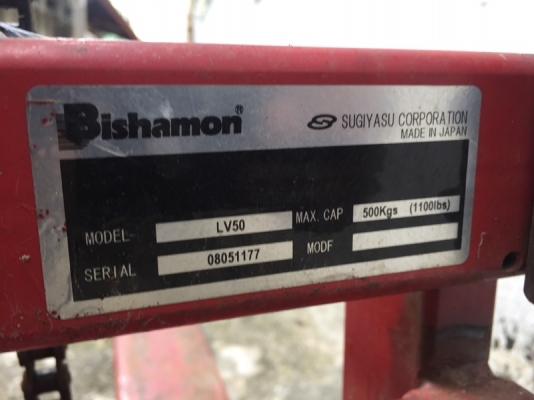 Bishamon®
SUGIYASU CORPORATION
MADE IN JAPAN
MODEL LV50 MAX. CAP 500Kgs (1100lbs)
SERIAL 08051177 MODF